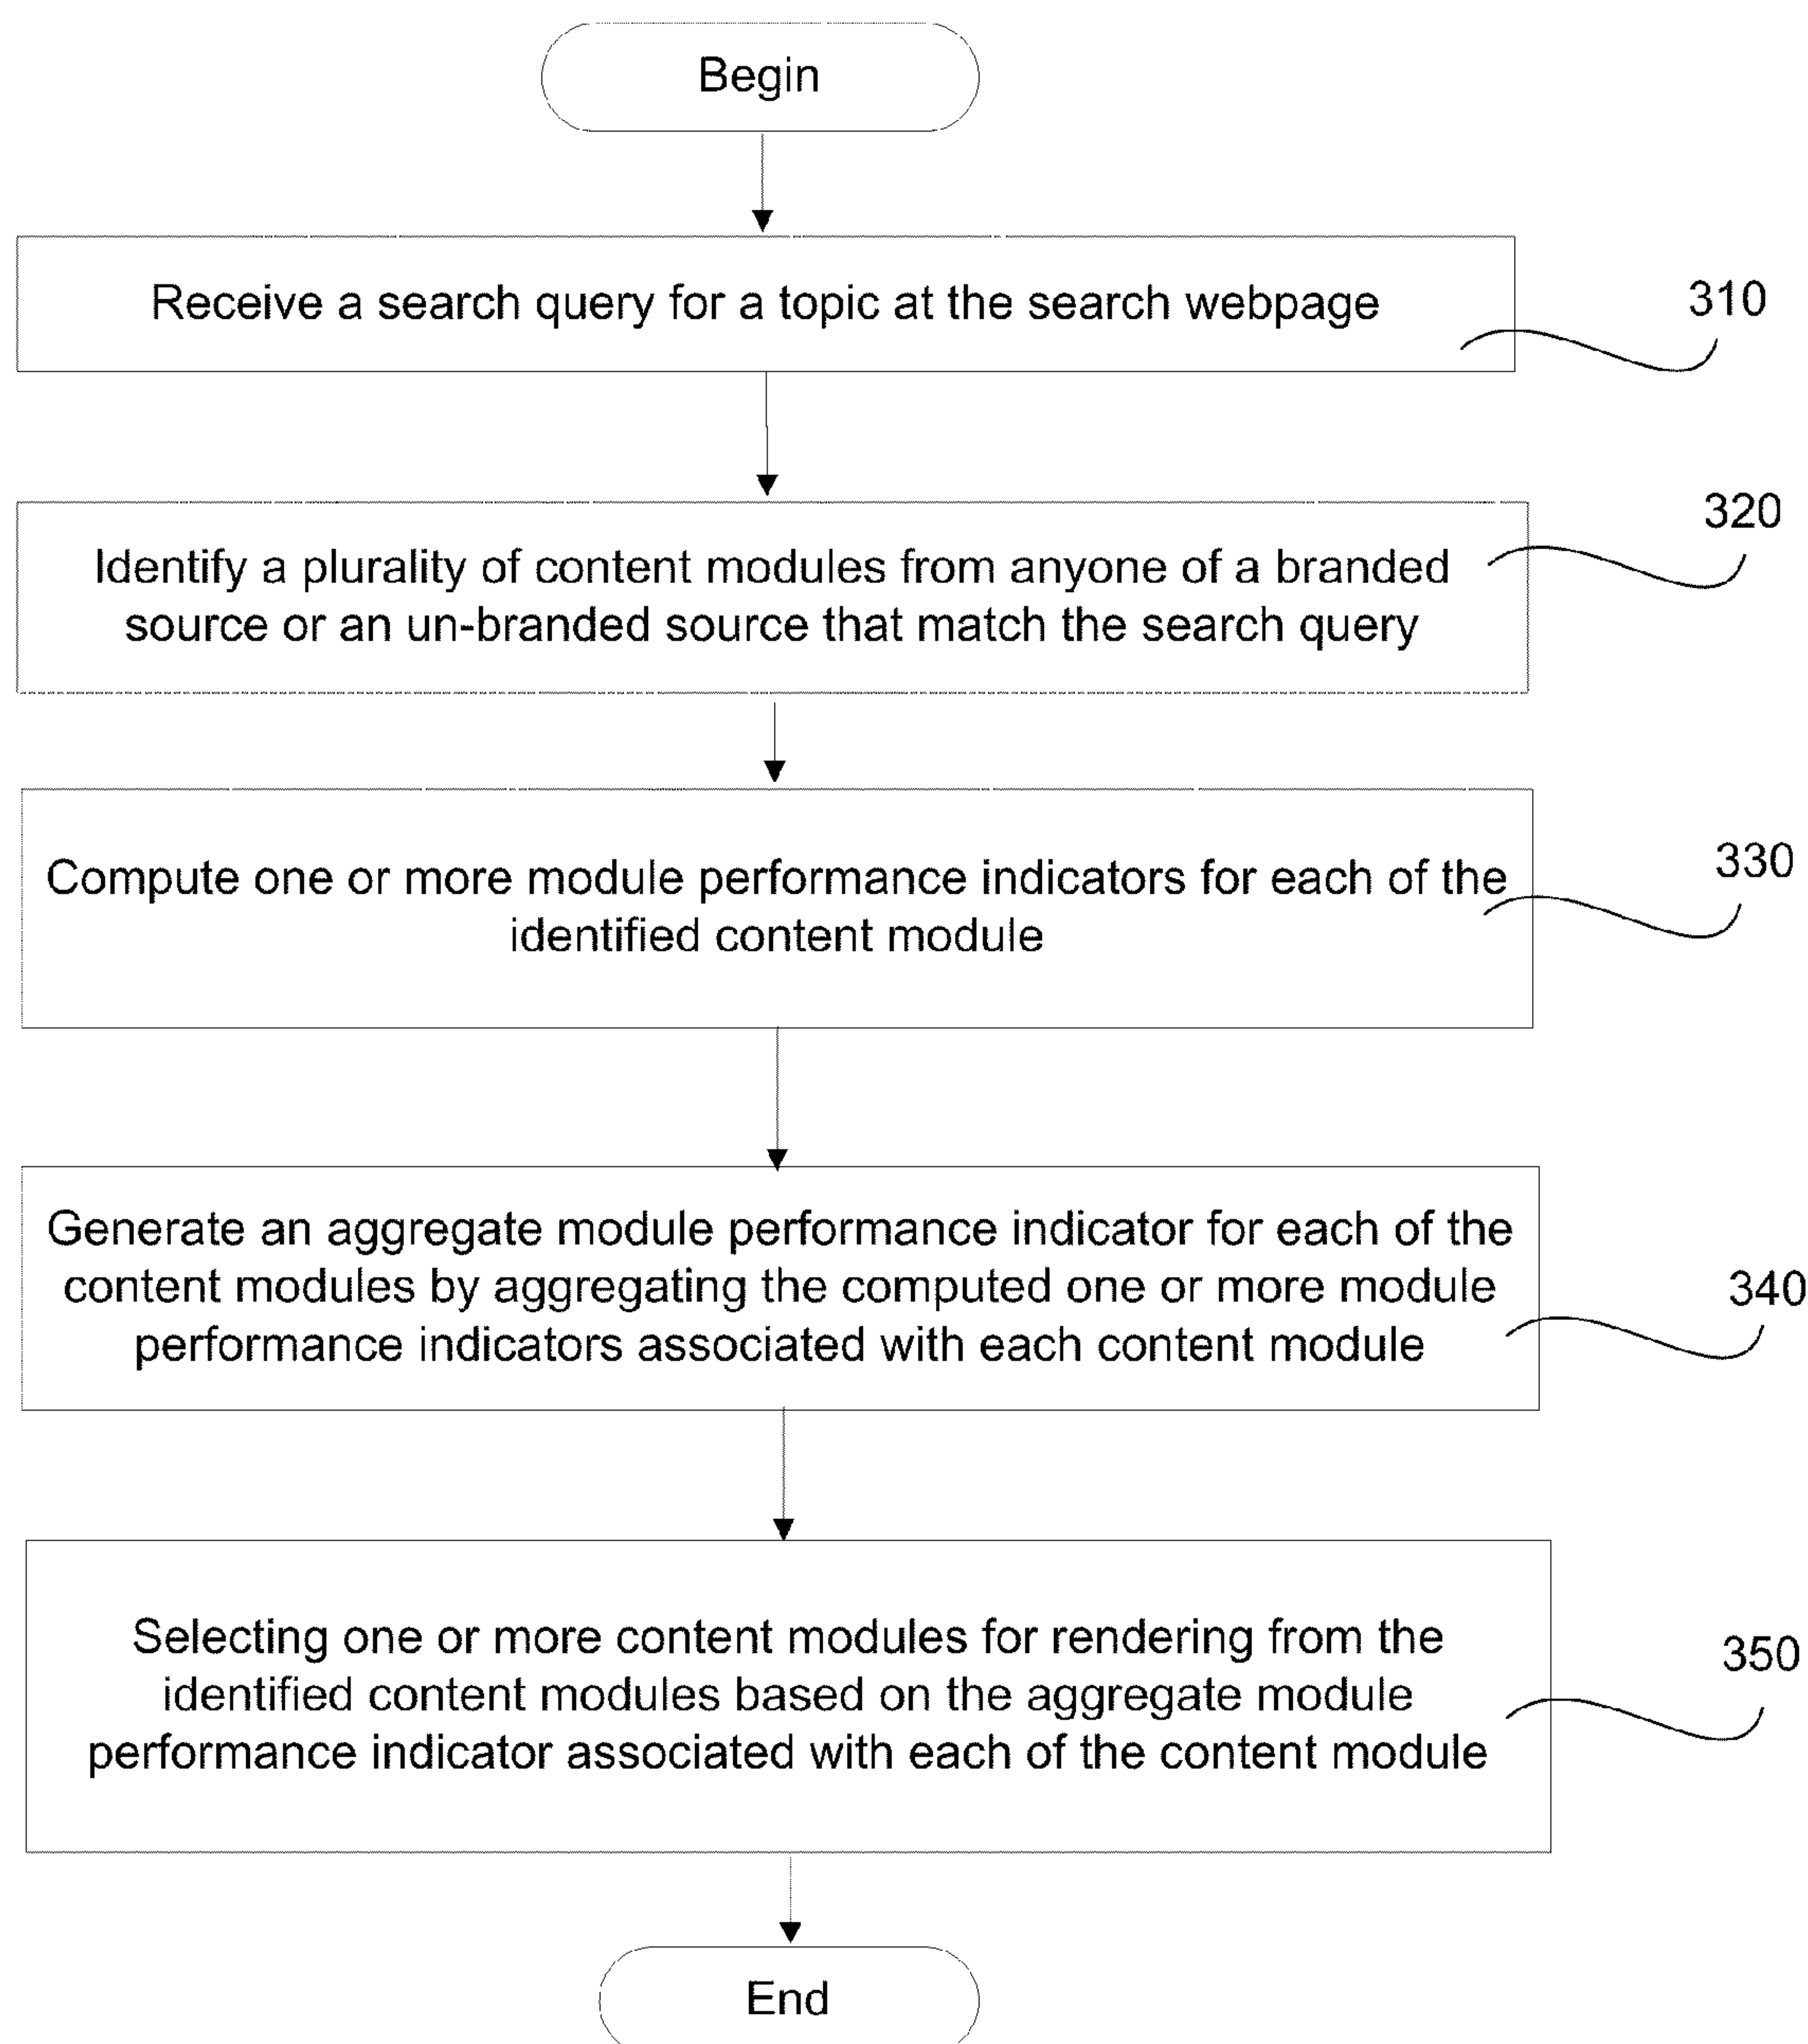 Begin
Receive a search query for a topic at the search webpage
310
320
Identify a plurality of content modules from anyone of a branded
source or an un-branded source that match the search query
330
Compute one or more module performance indicators for each of the
identified content module
Generate an aggregate module performance indicator for each of the
content modules by aggregating the computed one or more module
340
performance indicators associated with each content module
Selecting one or more content modules for rendering from the
350
identified content modules based on the aggregate module
performance indicator associated with each of the content module
End